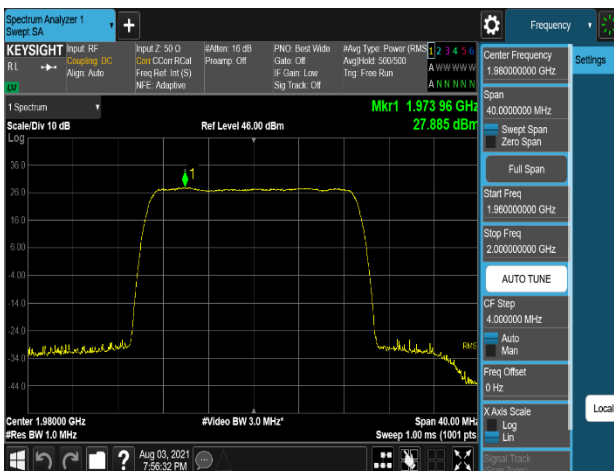 Spectrum Analyzer 1
Swept SA
+
Frequency
KEYSIGHT
RL
LVI
Input: RF
Coupling: DC
Align: Auto
Input Z: 50 Ω
Corr CCorr RCal
Freq Ref: Int (S)
NFE: Adaptive
#Atten: 16 dB
Preamp: Off
PNO: Best Wide
Gate: Off
IF Gain: Low
Sig Track: Off
#Avg Type: Power (RMS
Avg|Hold: 500/500
Trig: Free Run
1 2 3 4 5 6
A W W W W W
A N N N N N
1 Spectrum
Scale/Div 10 dB
Log
Ref Level 46.00 dBm
Mkr1 1.973 96 GHz
27.885 dBm
1
36.0
26.0
16.0
6.00
-4.00
-14.0
-24.0
-34.0
-44.0
RMS
Center 1.98000 GHz
#Res BW 1.0 MHz
#Video BW 3.0 MHz*
Span 40.00 MHz
Sweep 1.00 ms (1001 pts)
?
Aug 03, 2021
7:56:32 PM
Center Frequency
1.980000000 GHz
Span
40.0000000 MHz
Swept Span
Zero Span
Full Span
Start Freq
1.960000000 GHz
Stop Freq
2.000000000 GHz
AUTO TUNE
CF Step
4.000000 MHz
Auto
Man
Freq Offset
0 Hz
X Axis Scale
Log
Lin
Signal Track
(Span Zoom)
Settings
Local